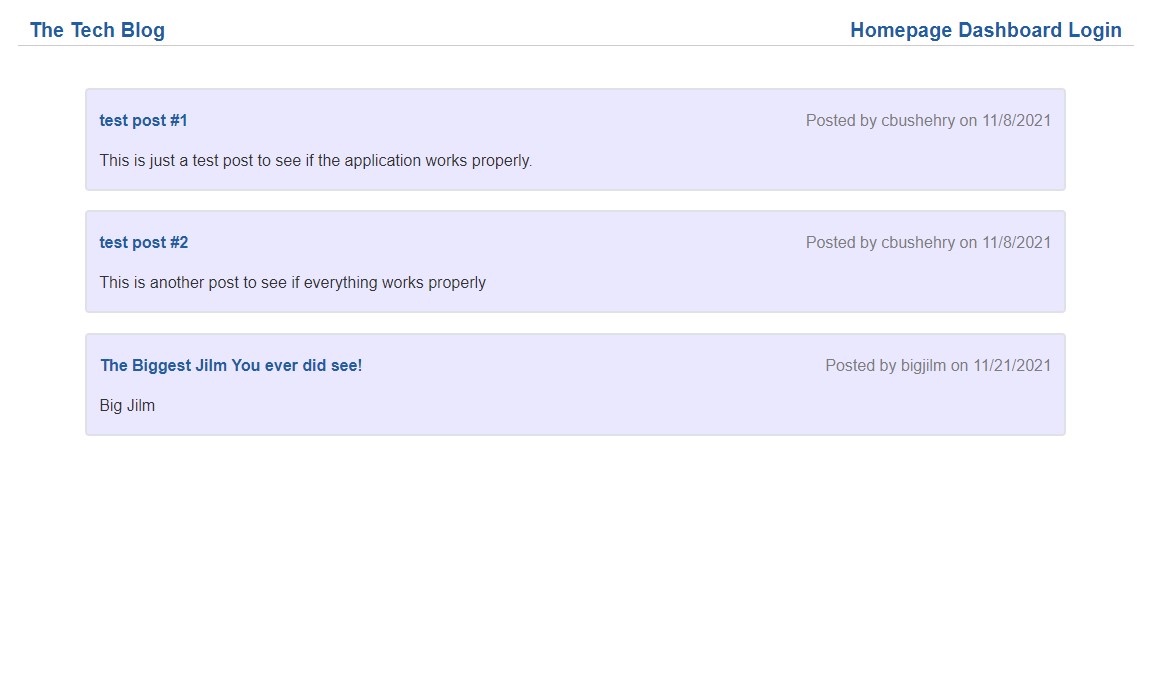 The Tech Blog Homepage Dashboard Login
test post #1 Posted by cbushehry on 11/8/2021
This is just a test post to see if the application works properly.
test post #2 Posted by cbushehry on 11/8/2021
This is another post to see if everything works properly
The Biggest Jilm You ever did see! Posted by bigjilm on 11/21/2021
Big Jilm